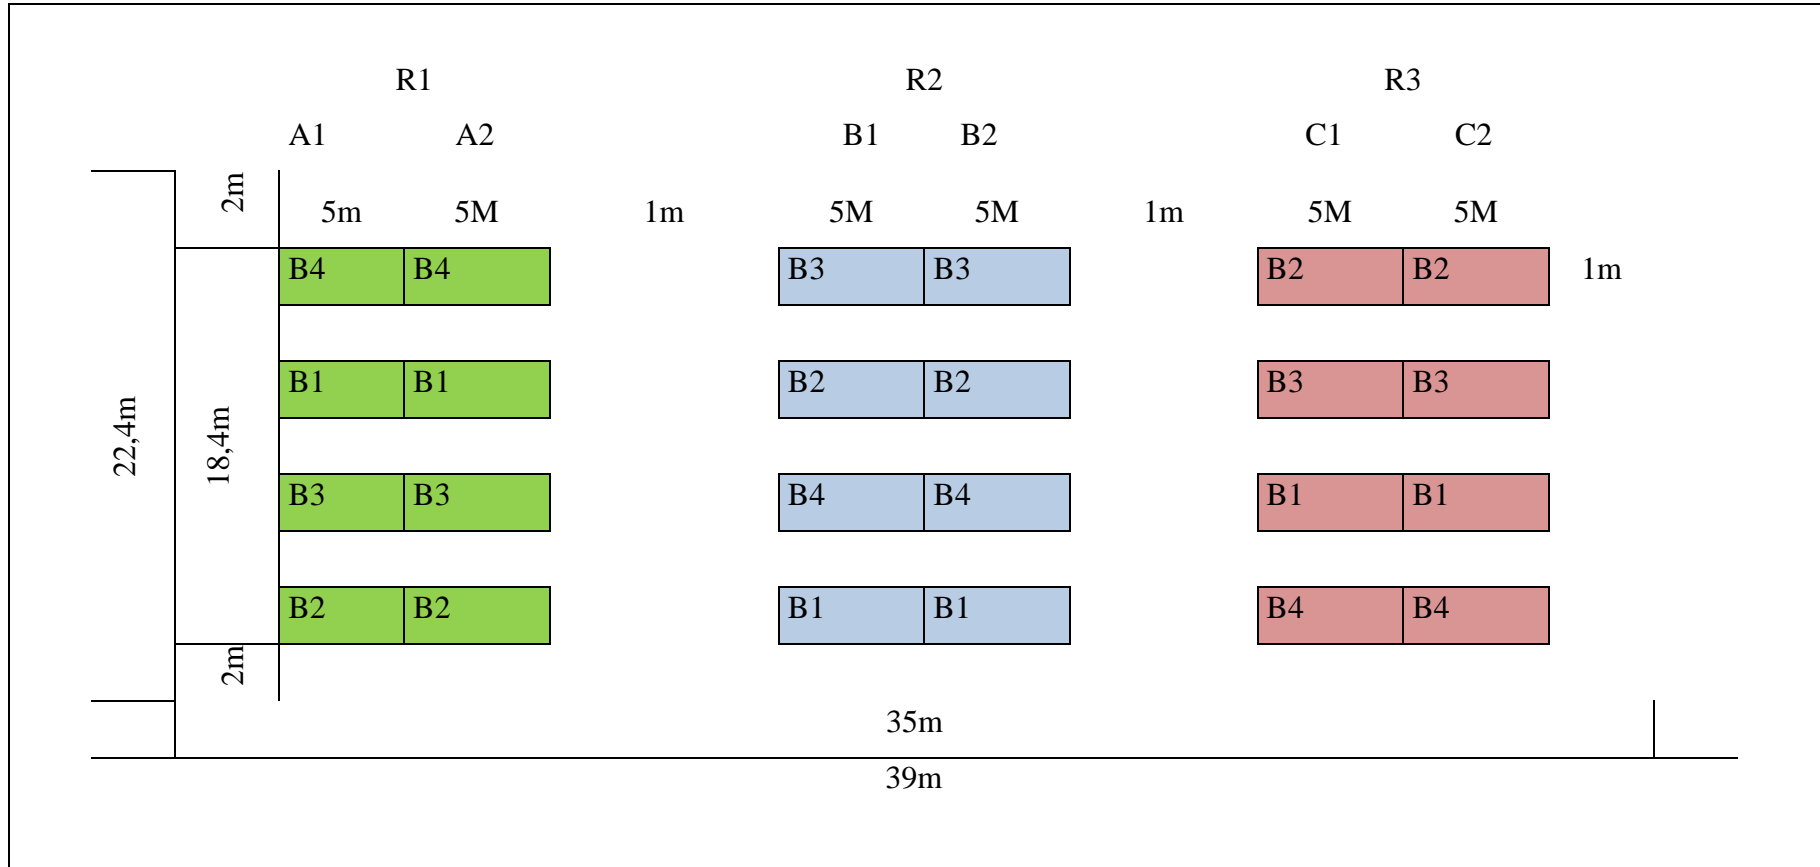 R1 R2 R3
A1 A2 B1 B2 C1 C2
2m
5m 5M 1m 5M 5M 1m 5M 5M
B4 B4 B3 B3 B2 B2 1m
B1 B1 B2 B2 B3 B3
22,4m
18,4m
B3 B3 B4 B4 B1 B1
B2 B2 B1 B1 B4 B4
2m
35m
39m